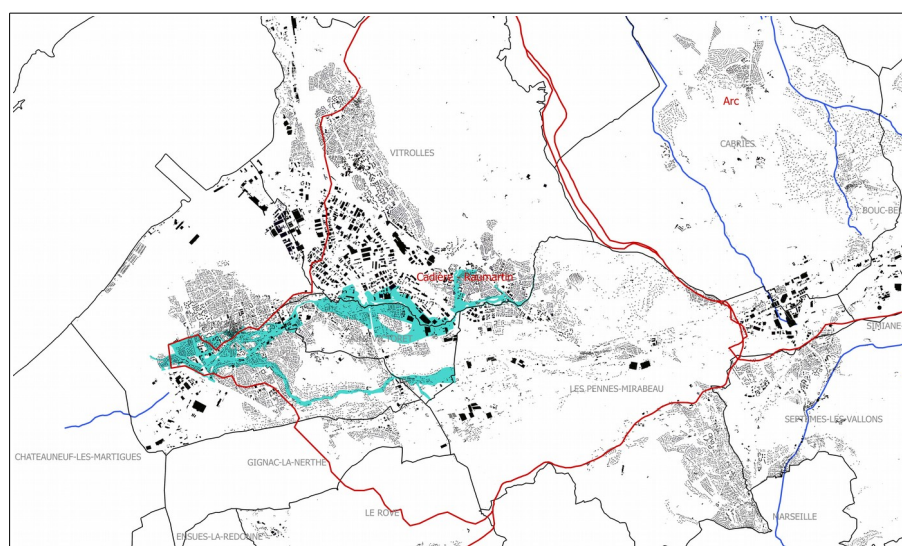 Arc
CABRIES
VITROLLES
BOUC-BE
Raumartin
SIMIANE
LES PENNES-MIRABEAU
SEPTEMES-LES-VALLONS
CHATEAUNEUF-LES-MARTIGUES
GIGNAC-LA-NERTHE
LE ROVE
MARSEILLE
ENSUES-LA-REDONNE